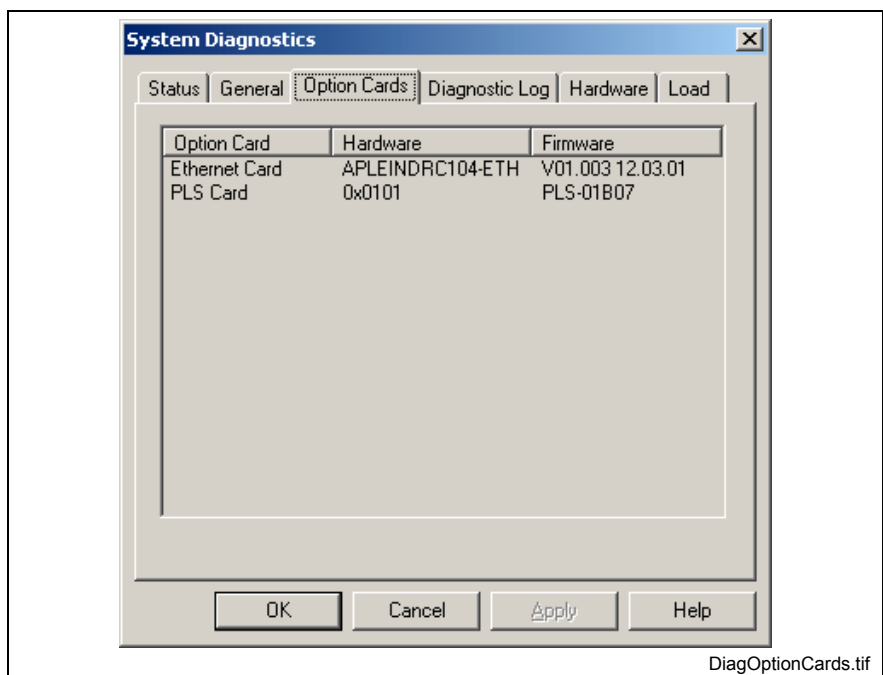 System Diagnostics
Status General Option Cards Diagnostic Log Hardware Load
Option Card Hardware Firmware
Ethernet Card APLEINDRC104-ETH V01.003 12.03.01
PLS Card 0x0101 PLS-01B07
OK Cancel Apply Help
DiagOptionCards.tif